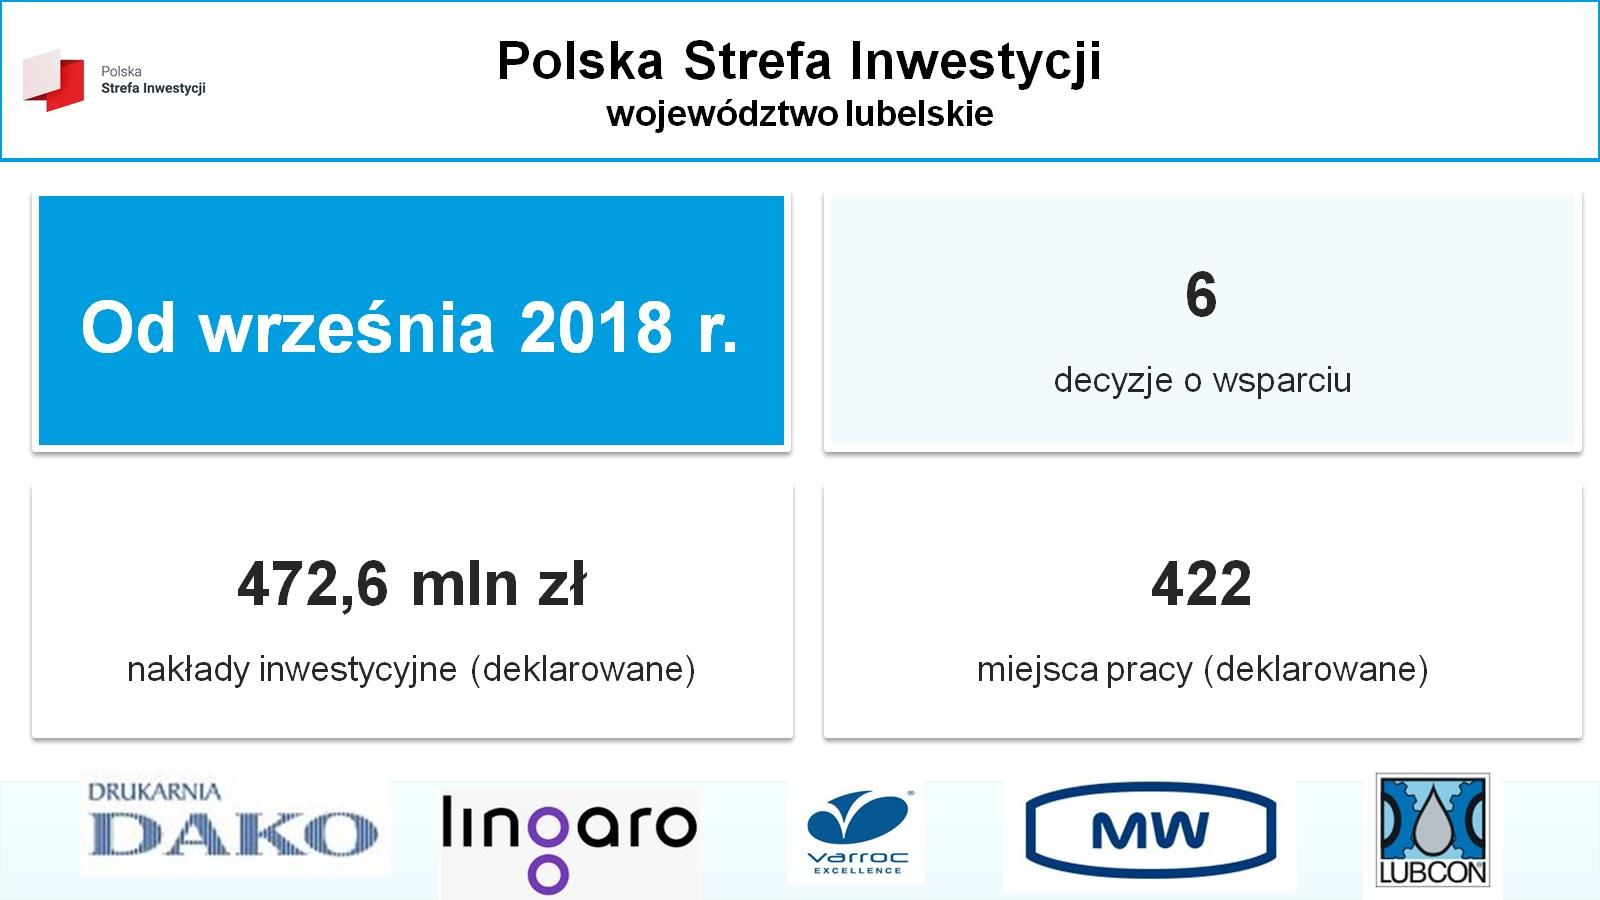 Polska
Strefa Inwestycji
Polska Strefa Inwestycji
województwo lubelskie
Od września 2018 r.
6
decyzje o wsparciu
472,6 mln zł
nakłady inwestycyjne (deklarowane)
422
miejsca pracy (deklarowane)
DRUKARNIA
DAKO
lingaro
varroc
EXCELLENCE
MW
LUBCON